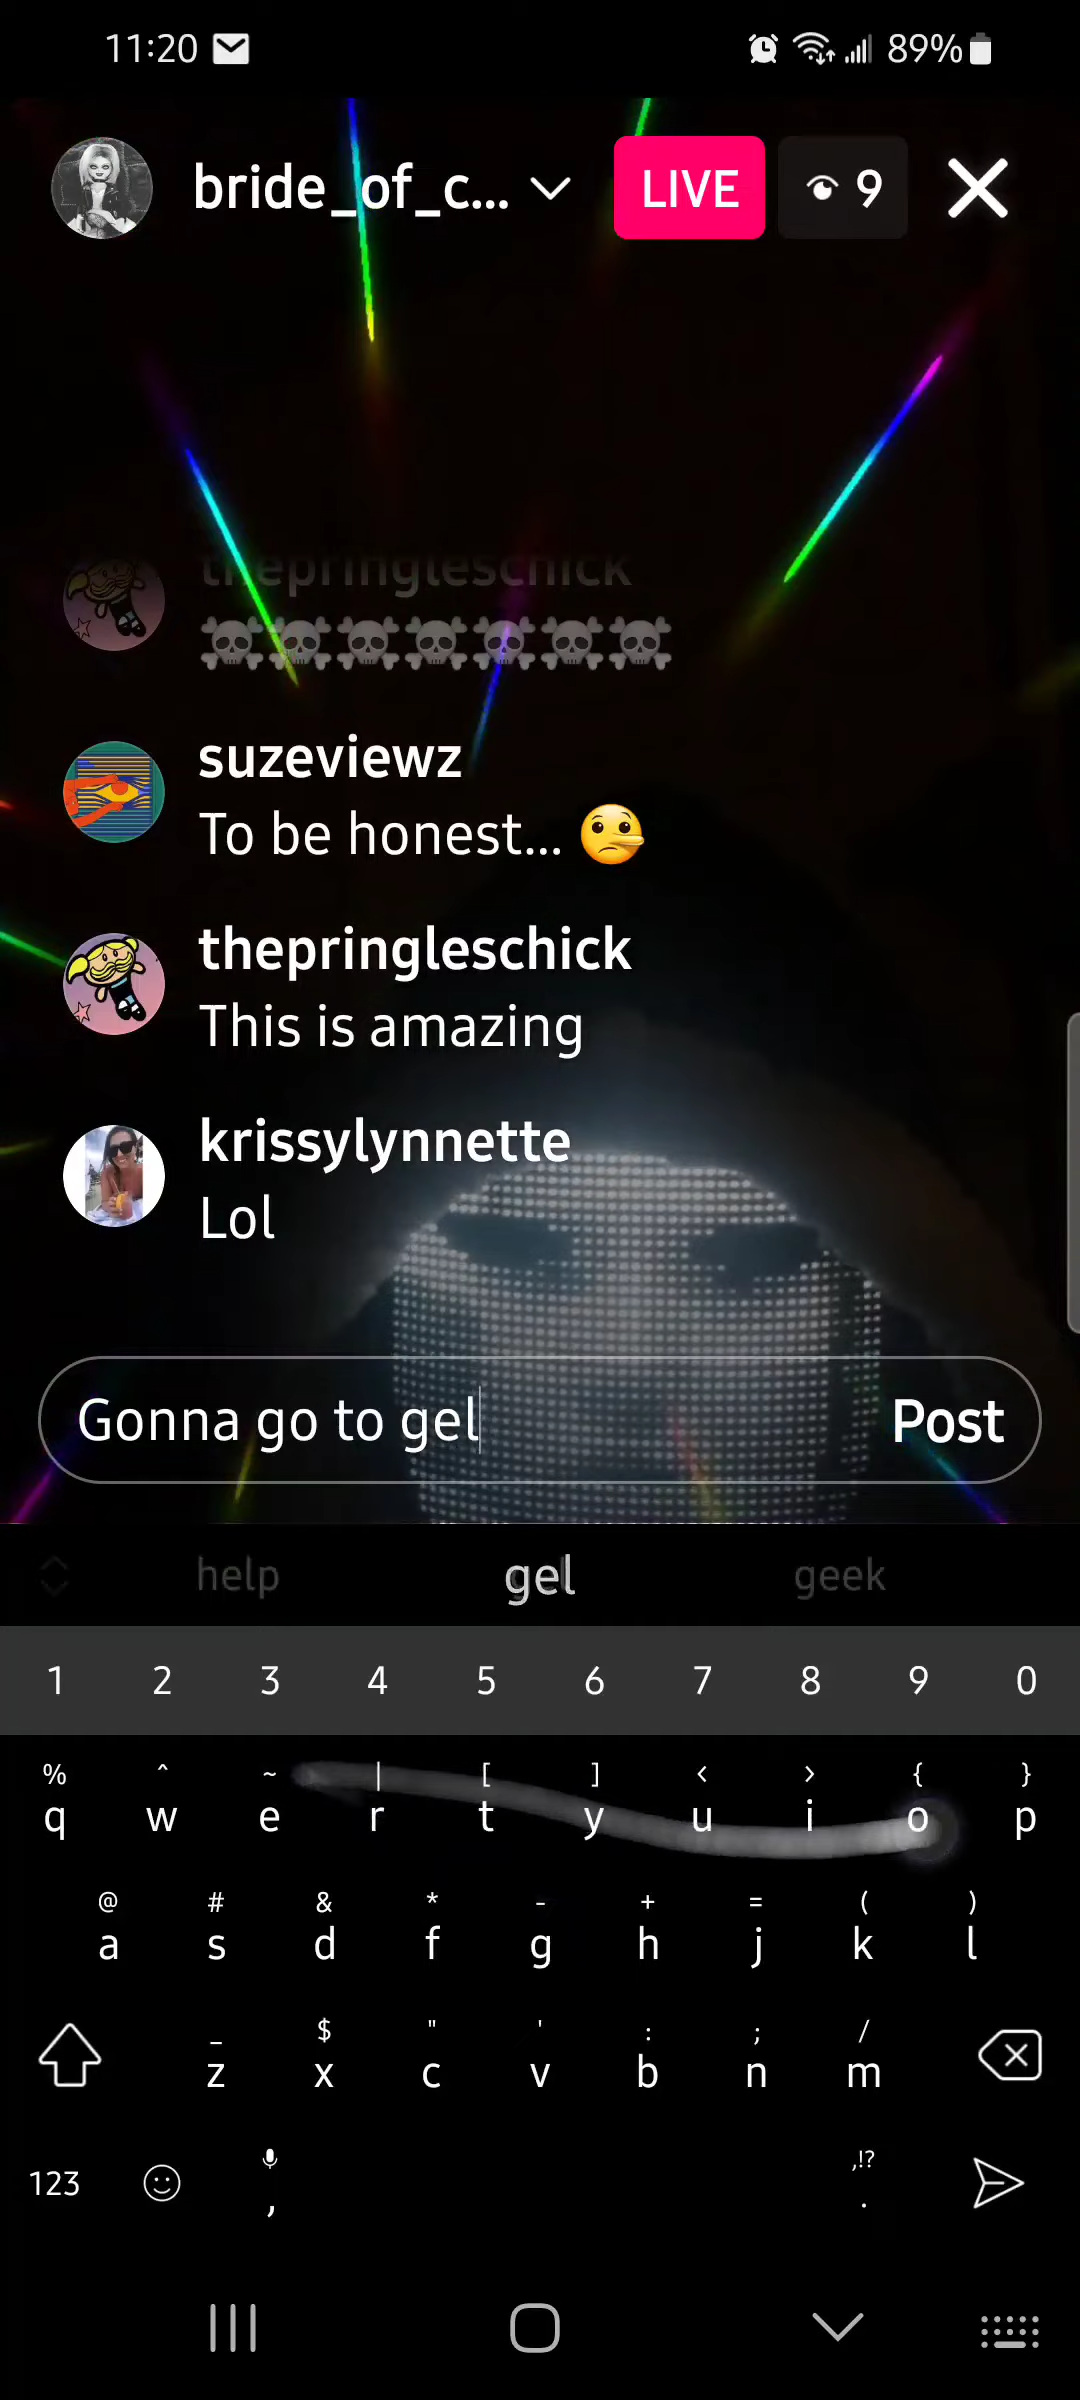 11:20 89%
bride_of_c... LIVE 9
thepringleschick
☠☠☠☠☠☠☠
suzeviewz
To be honest... 🤥
thepringleschick
This is amazing
krissylynnette
Lol
Gonna go to gel Post
help gel geek
1 2 3 4 5 6 7 8 9 0
% ^ ~ | [ ] < > { }
q w e r t y u i o p
@ # & * - + = ( )
a s d f g h j k l
_ $ " ' : ; /
z x c v b n m
,!?
123 , .